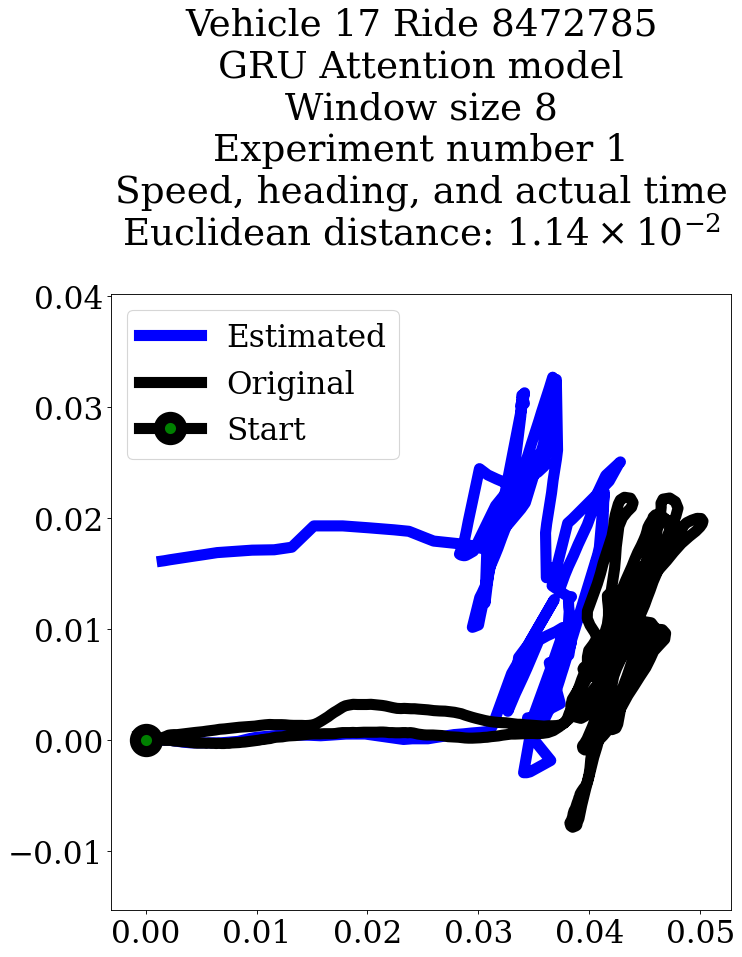 Vehicle 17 Ride 8472785
GRU Attention model
Window size 8
Experiment number 1
Speed, heading, and actual time
Euclidean distance: 1.14 × 10⁻²
0.04
Estimated
Original
Start
0.03
0.02
0.01
0.00
−0.01
0.00 0.01 0.02 0.03 0.04 0.05